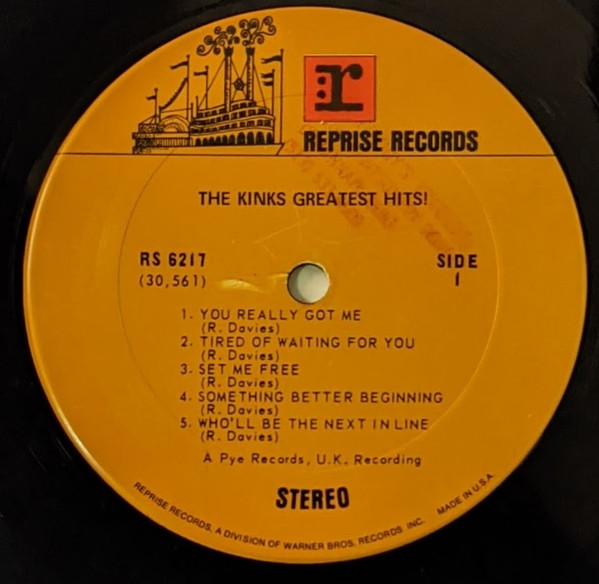 r
REPRISE RECORDS
THE KINKS GREATEST HITS!
RS 6217
(30,561)
SIDE
1
1. YOU REALLY GOT ME
(R. Davies)
2. TIRED OF WAITING FOR YOU
(R. Davies)
3. SET ME FREE
(R. Davies)
4. SOMETHING BETTER BEGINNING
(R. Davies)
5. WHO'LL BE THE NEXT IN LINE
(R. Davies)
A Pye Records, U.K. Recording
STEREO
REPRISE RECORDS, A DIVISION OF WARNER BROS. RECORDS INC. MADE IN U.S.A.